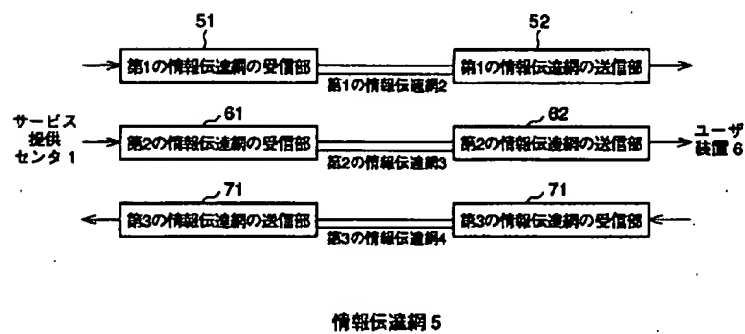 51
52
第1の情報伝達網の受信部
第1の情報伝達網の送信部
第1の情報伝達網2
サービス
提供
センタ1
61
62
第2の情報伝達網の受信部
第2の情報伝達網の送信部
第2の情報伝達網3
ユーザ
装置6
71
71
第3の情報伝達網の送信部
第3の情報伝達網の受信部
第3の情報伝達網4
情報伝達網5